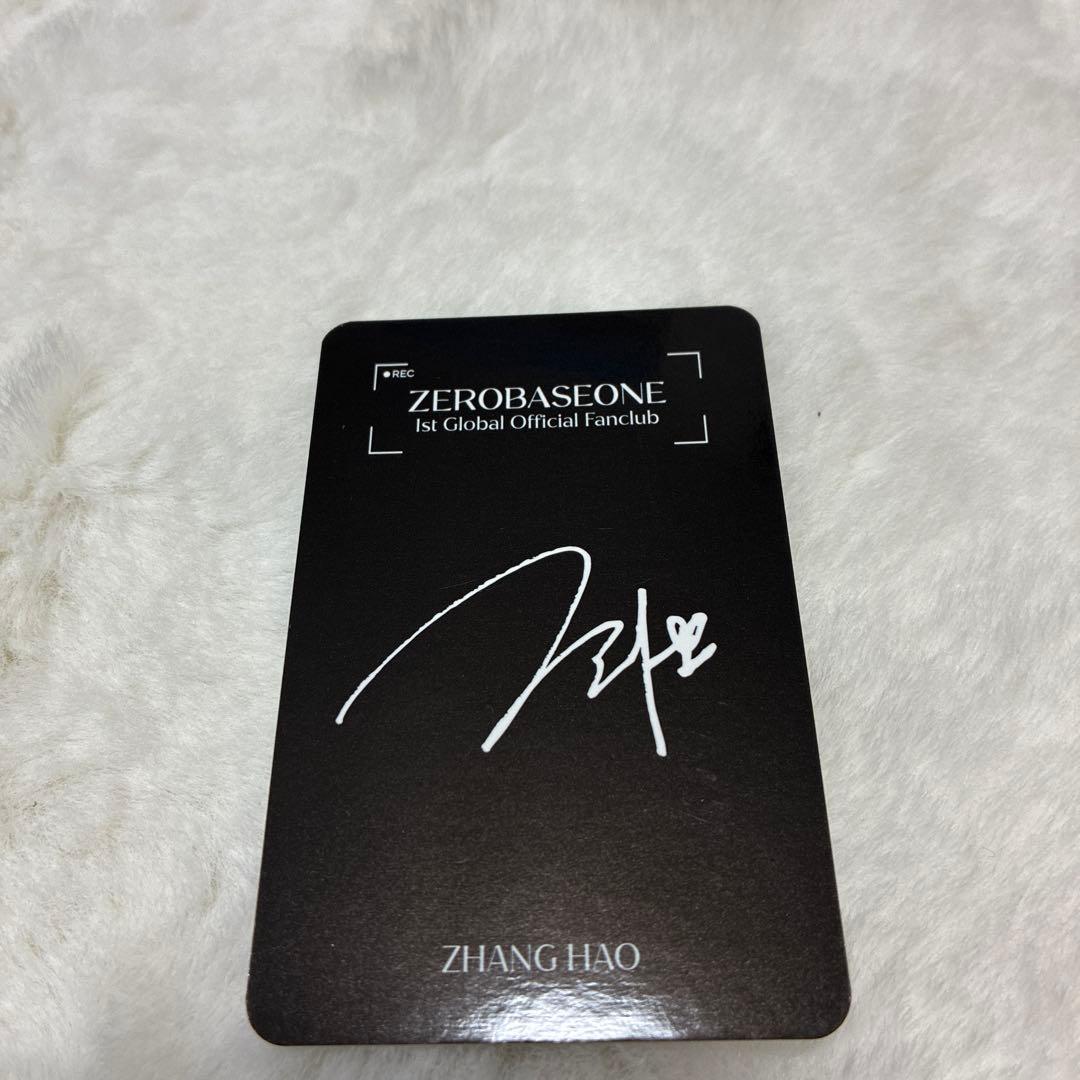 REC
ZEROBASEONE
1st Global Official Fanclub
ZHANG HAO